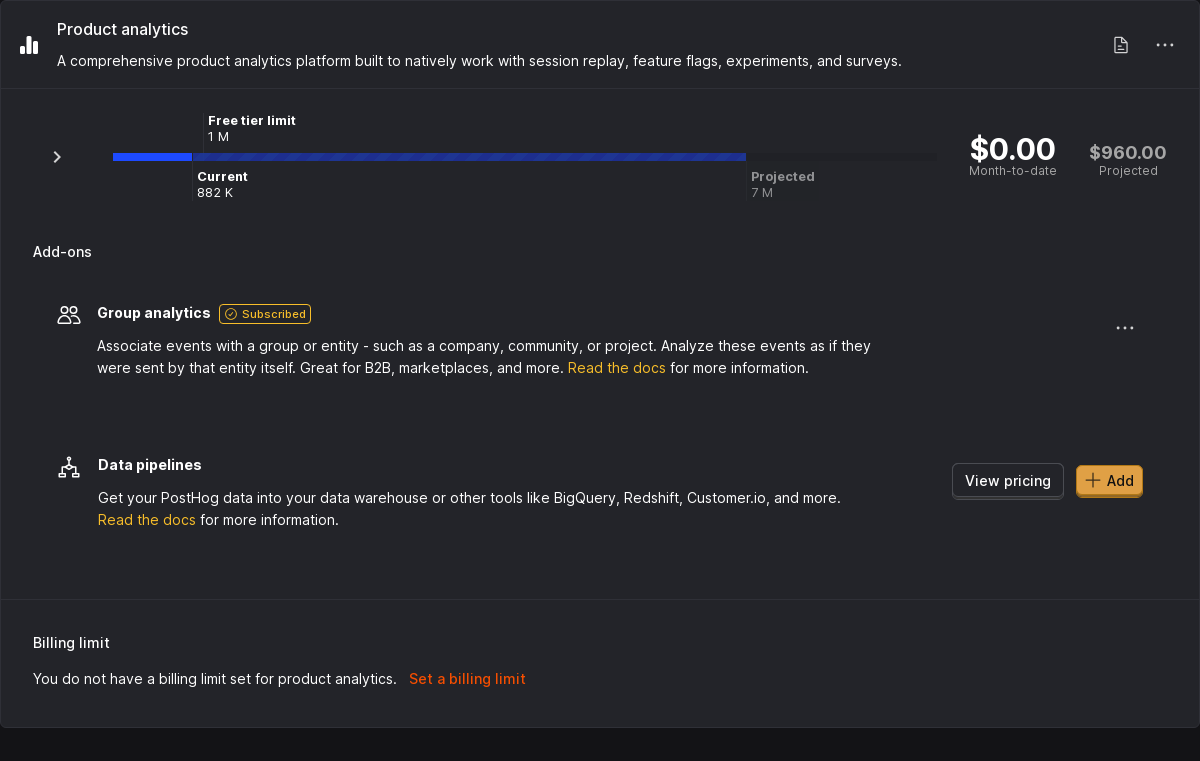 Product analytics
A comprehensive product analytics platform built to natively work with session replay, feature flags, experiments, and surveys.
Free tier limit
1 M
Current
882 K
Projected
7 M
$0.00
Month-to-date
$960.00
Projected
Add-ons
Group analytics Subscribed
Associate events with a group or entity - such as a company, community, or project. Analyze these events as if they
were sent by that entity itself. Great for B2B, marketplaces, and more. Read the docs for more information.
Data pipelines
Get your PostHog data into your data warehouse or other tools like BigQuery, Redshift, Customer.io, and more.
Read the docs for more information.
View pricing
Add
Billing limit
You do not have a billing limit set for product analytics. Set a billing limit